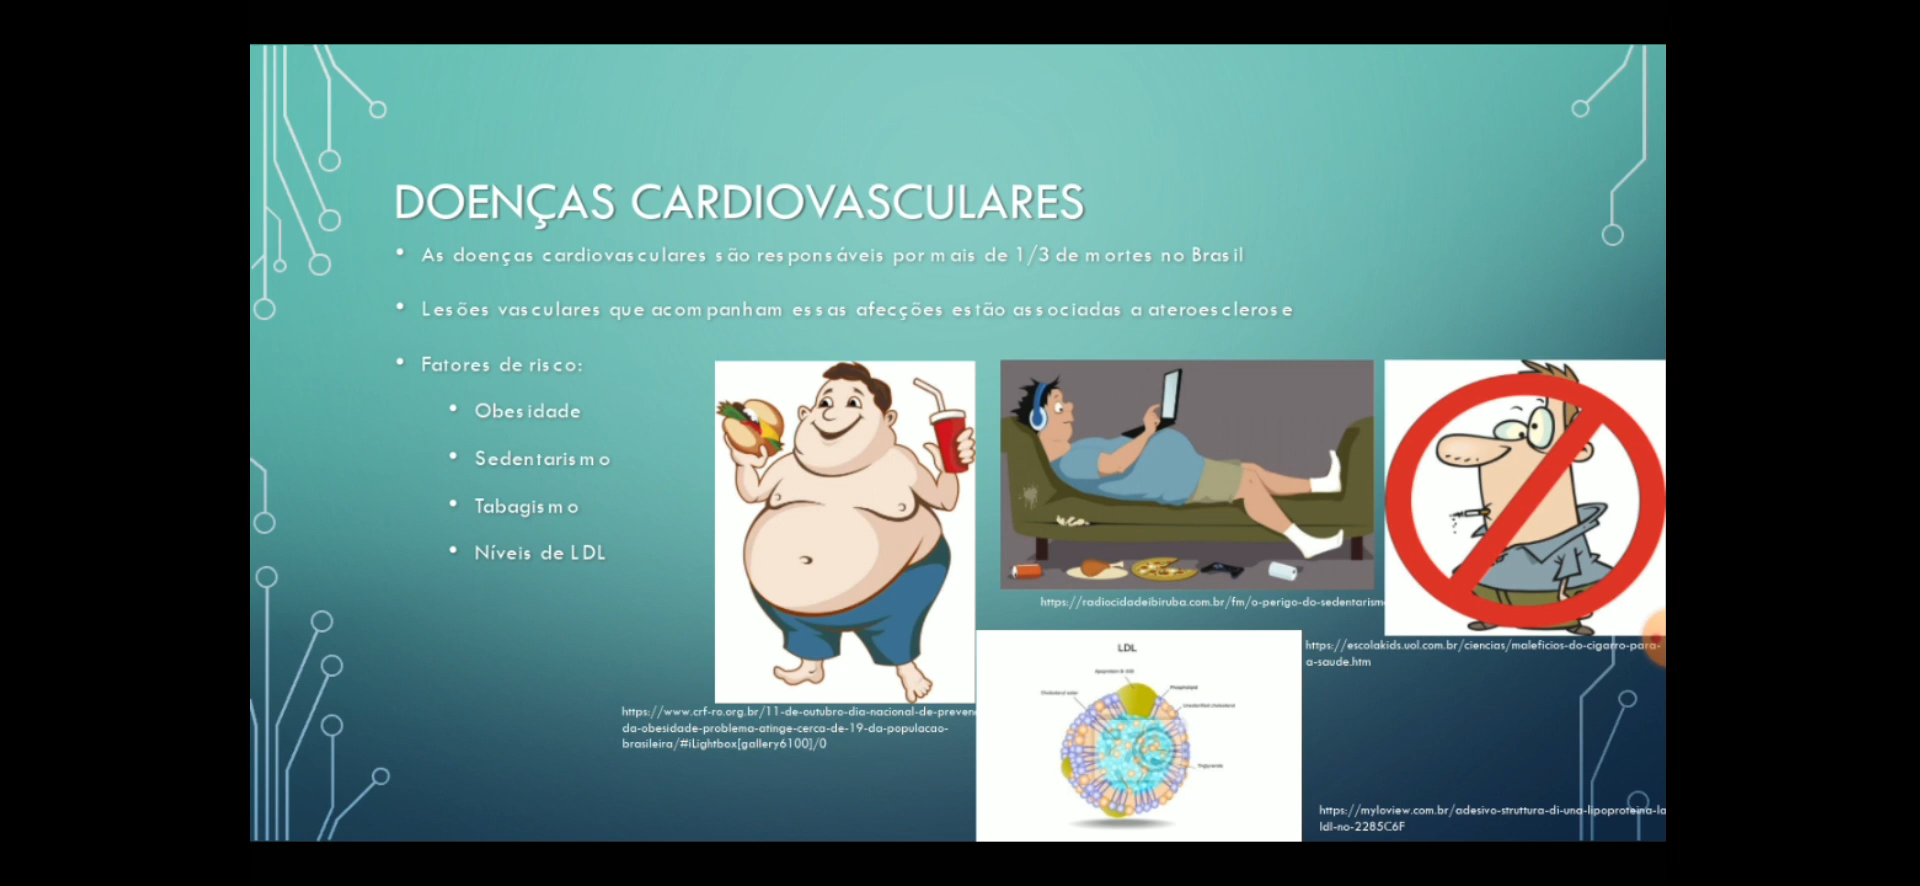 DOENÇAS CARDIOVASCULARES
• As doenças cardiovasculares são responsáveis por mais de 1/3 de mortes no Brasil
• Lesões vasculares que acompanham essas afecções estão associadas a ateroesclerose
• Fatores de risco:
• Obesidade
• Sedentarismo
• Tabagismo
• Níveis de LDL
https://radiocidadeibiruba.com.br/fm/o-perigo-do-sedentarism
https://escolakids.uol.com.br/ciencias/maleficios-do-cigarro-para-
a-saude.htm
https://www.crf-ro.org.br/11-de-outubro-dia-nacional-de-preven
da-obesidade-problema-atinge-cerca-de-19-da-populacao-
brasileira/#iLightbox[gallery6100]/0
LDL
Phospholipid
Unesterified cholesterol
Triglyceride
https://myloview.com.br/adesivo-struttura-di-una-lipoproteina-la
ldl-no-2285C6F